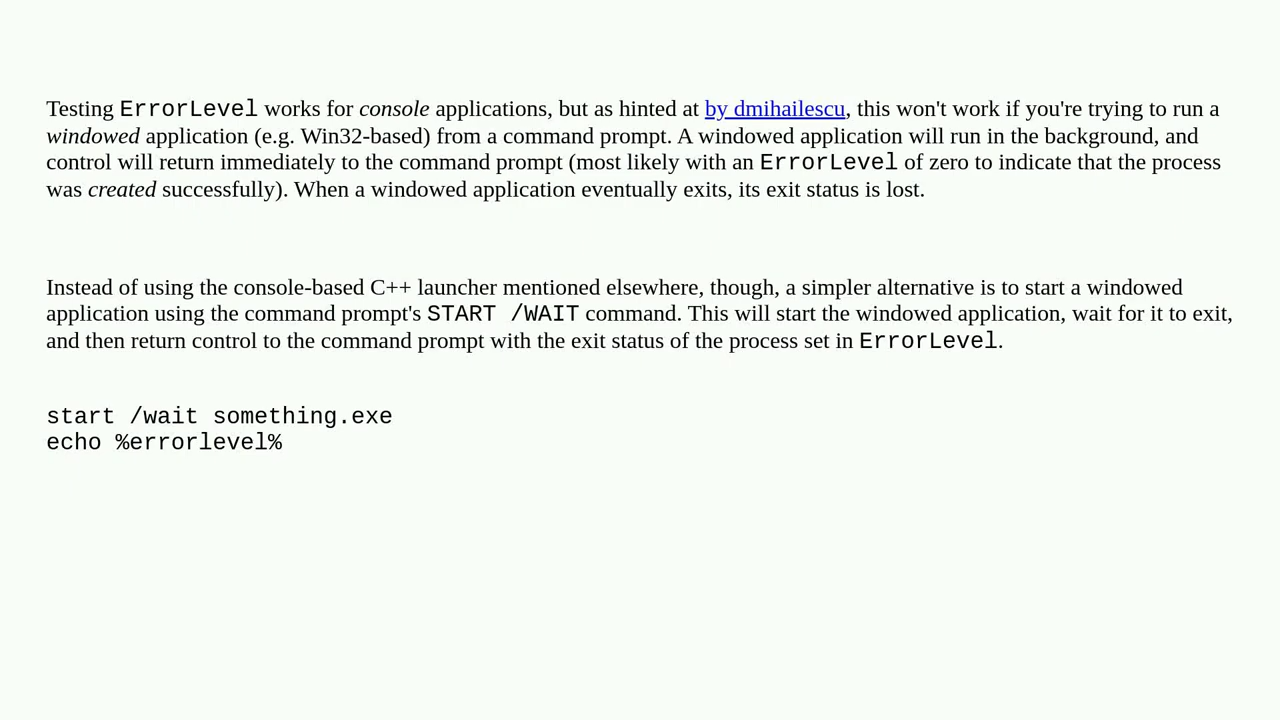 Testing ErrorLevel works for console applications, but as hinted at by dmihailescu, this won't work if you're trying to run a
windowed application (e.g. Win32-based) from a command prompt. A windowed application will run in the background, and
control will return immediately to the command prompt (most likely with an ErrorLevel of zero to indicate that the process
was created successfully). When a windowed application eventually exits, its exit status is lost.
Instead of using the console-based C++ launcher mentioned elsewhere, though, a simpler alternative is to start a windowed
application using the command prompt's START /WAIT command. This will start the windowed application, wait for it to exit,
and then return control to the command prompt with the exit status of the process set in ErrorLevel.
start /wait something.exe
echo %errorlevel%